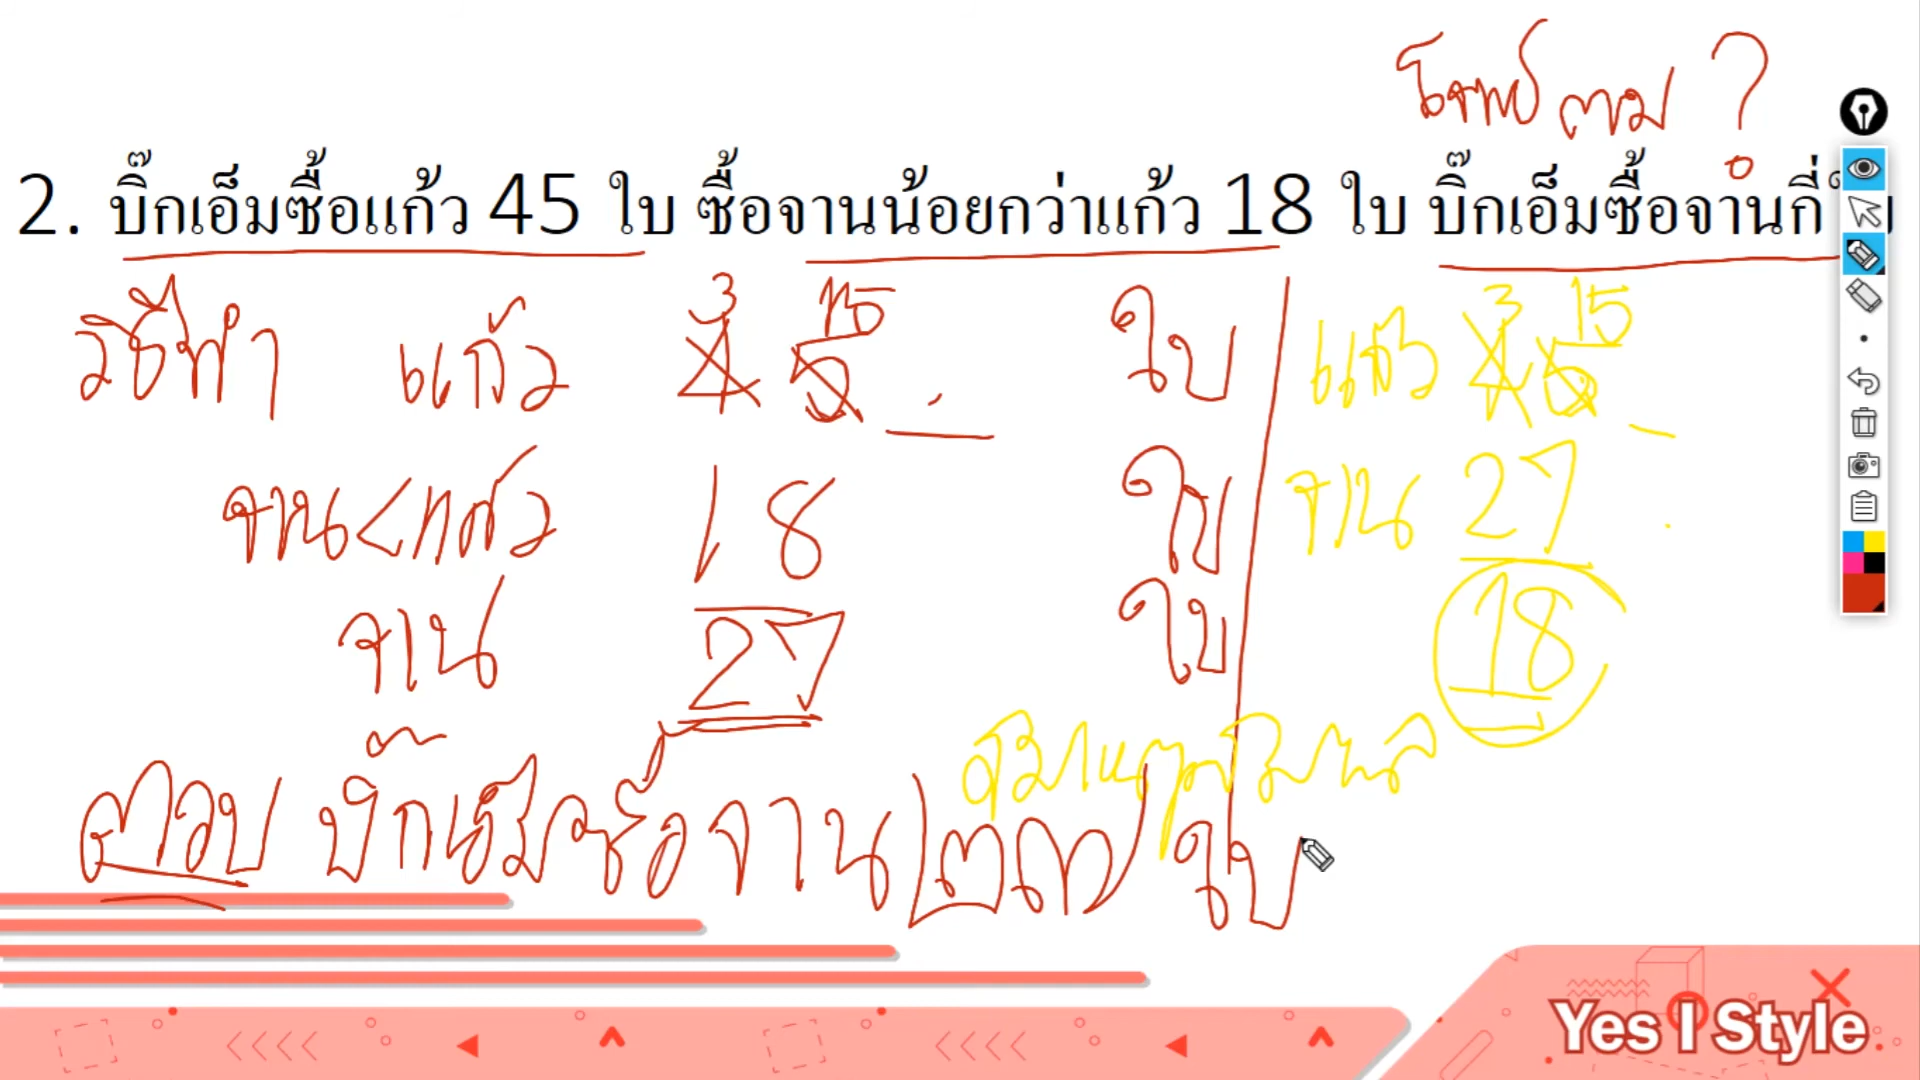 โจทย์ถาม ?
2. บิ๊กเอ็มซื้อแก้ว 45 ใบ ซื้อจานน้อยกว่าแก้ว 18 ใบ บิ๊กเอ็มซื้อจานกี่
วิธีทำ แก้ว 45 ใบ
3 15
จาน<แก้ว 18 ใบ
จาน 27 ใบ
ตอบ บิ๊กเอ็มซื้อจาน ๒๗ ใบ
3 15
แก้ว 45
จาน 27
18
Yes I Style